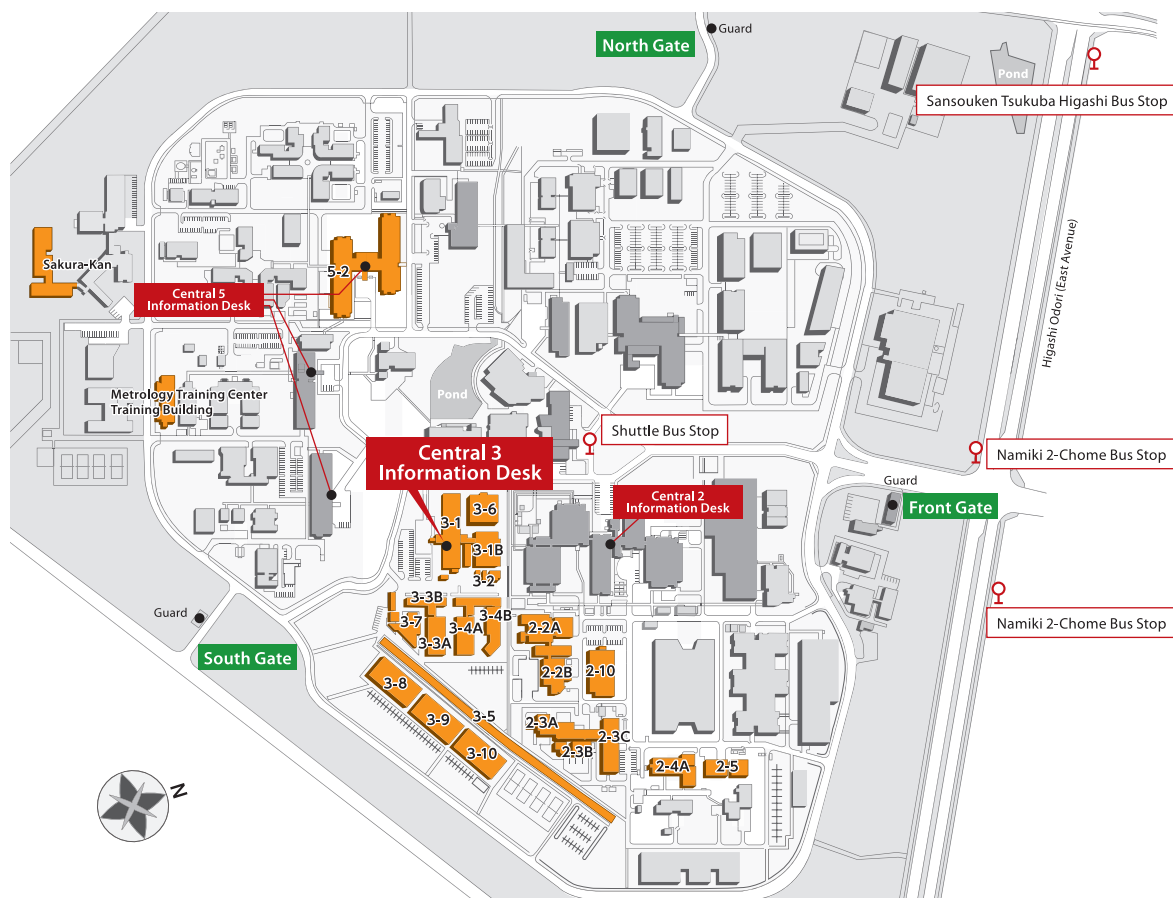 North Gate
Guard
Pond
Sansouken Tsukuba Higashi Bus Stop
Higashi Odori (East Avenue)
Sakura-Kan
5-2
Central 5
Information Desk
Metrology Training Center
Training Building
Pond
Shuttle Bus Stop
Namiki 2-Chome Bus Stop
Central 3
Information Desk
Guard
Front Gate
Central 2
Information Desk
3-1
3-6
3-1B
3-2
Namiki 2-Chome Bus Stop
Guard
South Gate
3-3B
3-7
3-3A
3-4A
3-4B
2-2A
2-2B
2-10
3-8
3-9
3-10
3-5
2-3A
2-3B
2-3C
2-4A
2-5
N